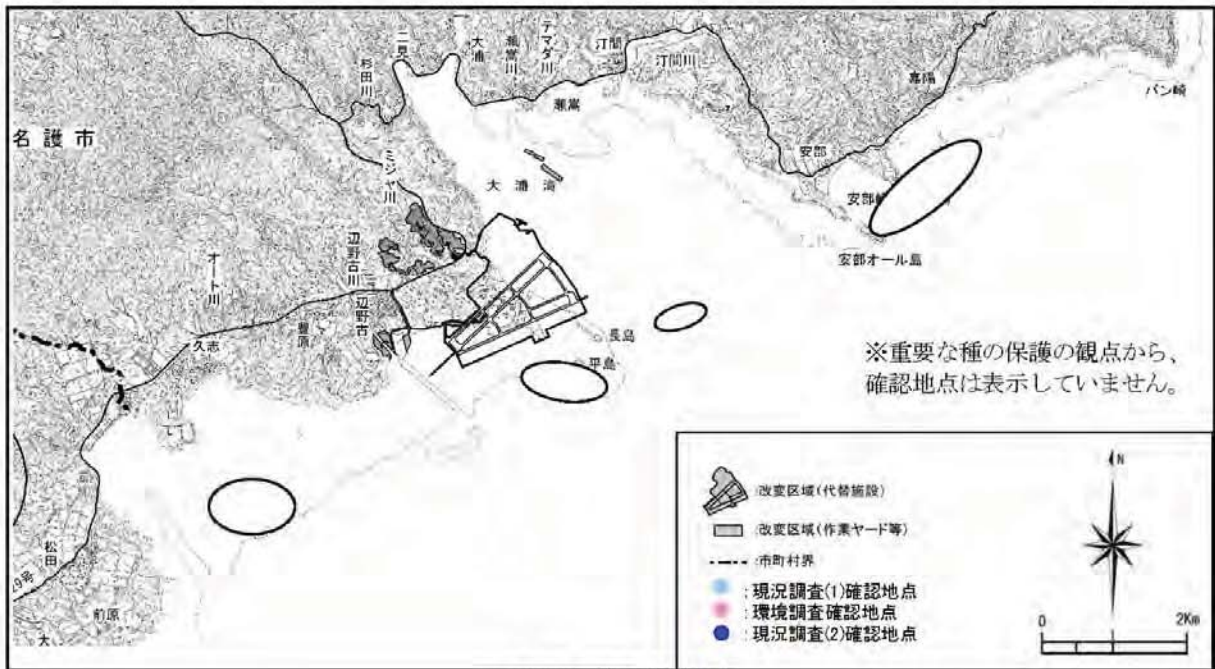 二見
杉田川
大浦
瀬嵩川
テマダ川
汀間
汀間川
嘉陽
バン崎
名護市
瀬嵩
安部
ミジャ川
大浦湾
安部崎
安部オール島
辺野古川
辺野古
オート川
豊原
久志
長島
平島
※重要な種の保護の観点から、
確認地点は表示していません。
松田
29号
前原
大
:改変区域(代替施設)
:改変区域(作業ヤード等)
:市町村界
:現況調査(1)確認地点
:環境調査確認地点
:現況調査(2)確認地点
N
0 2Km